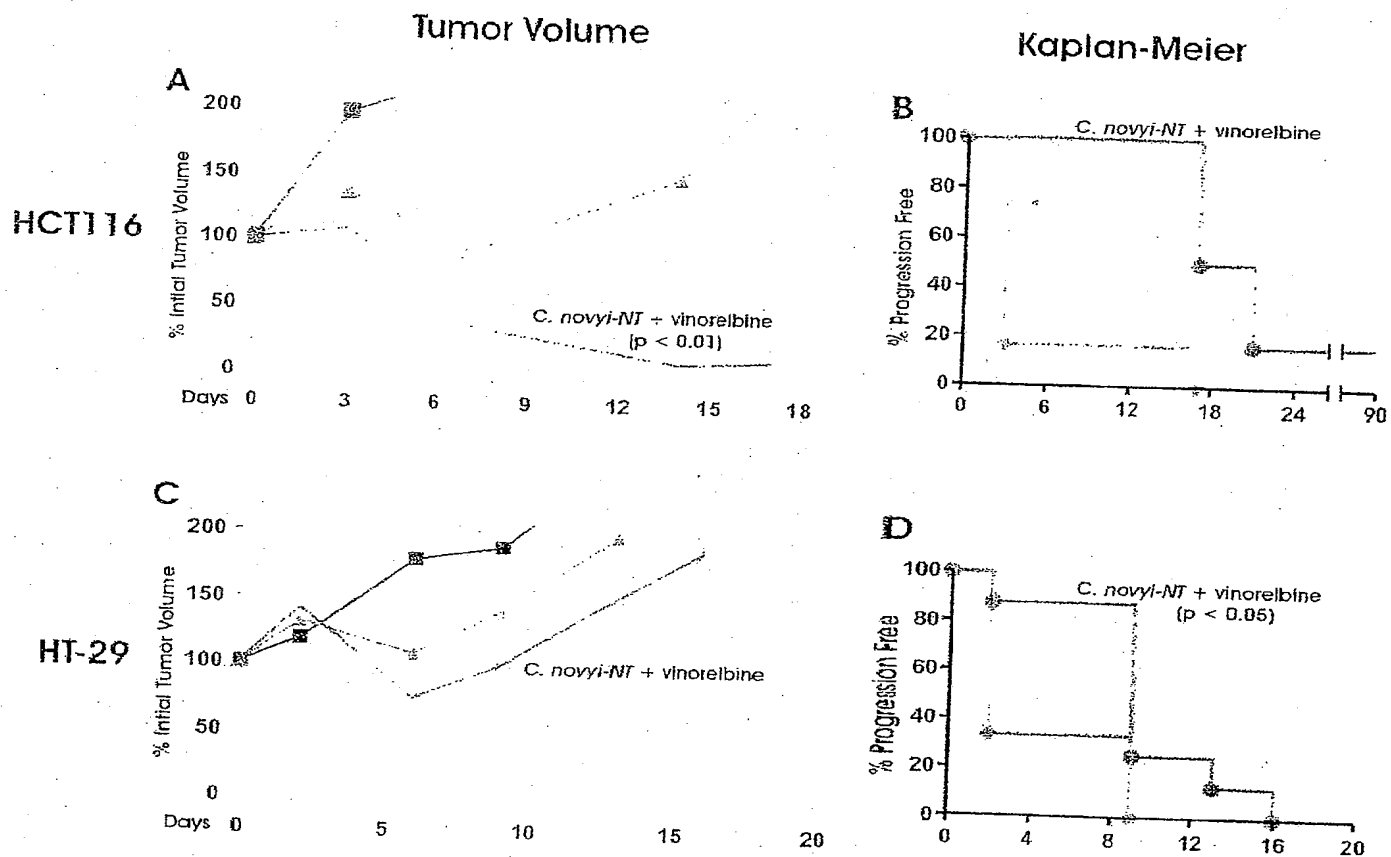 Tumor Volume
Kaplan-Meier
HCT116
A
200
150
100
50
0
% Intial Tumor Volume
C. novyi-NT + vinorelbine
(p < 0.01)
Days 0 3 6 9 12 15 18
B
100
80
60
40
20
0
% Progression Free
C. novyi-NT + vinorelbine
0 6 12 18 24 90
HT-29
C
200
150
100
50
0
% Intial Tumor Volume
C. novyi-NT + vinorelbine
Days 0 5 10 15 20
D
100
80
60
40
20
0
% Progression Free
C. novyi-NT + vinorelbine
(p < 0.05)
0 4 8 12 16 20